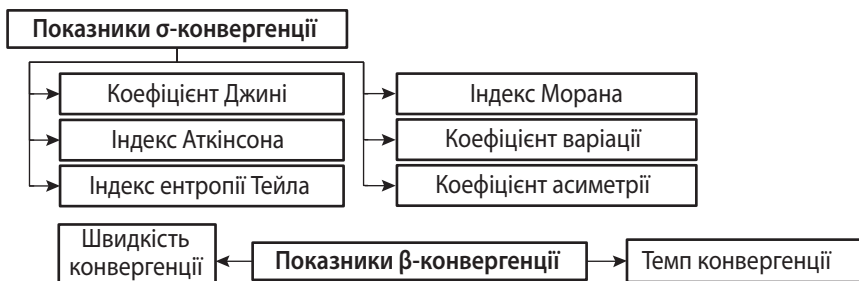 Показники σ-конвергенції
Коефіцієнт Джині
Індекс Морана
Індекс Аткінсона
Коефіцієнт варіації
Індекс ентропії Тейла
Коефіцієнт асиметрії
Швидкість
конвергенції
Показники β-конвергенції
Темп конвергенції